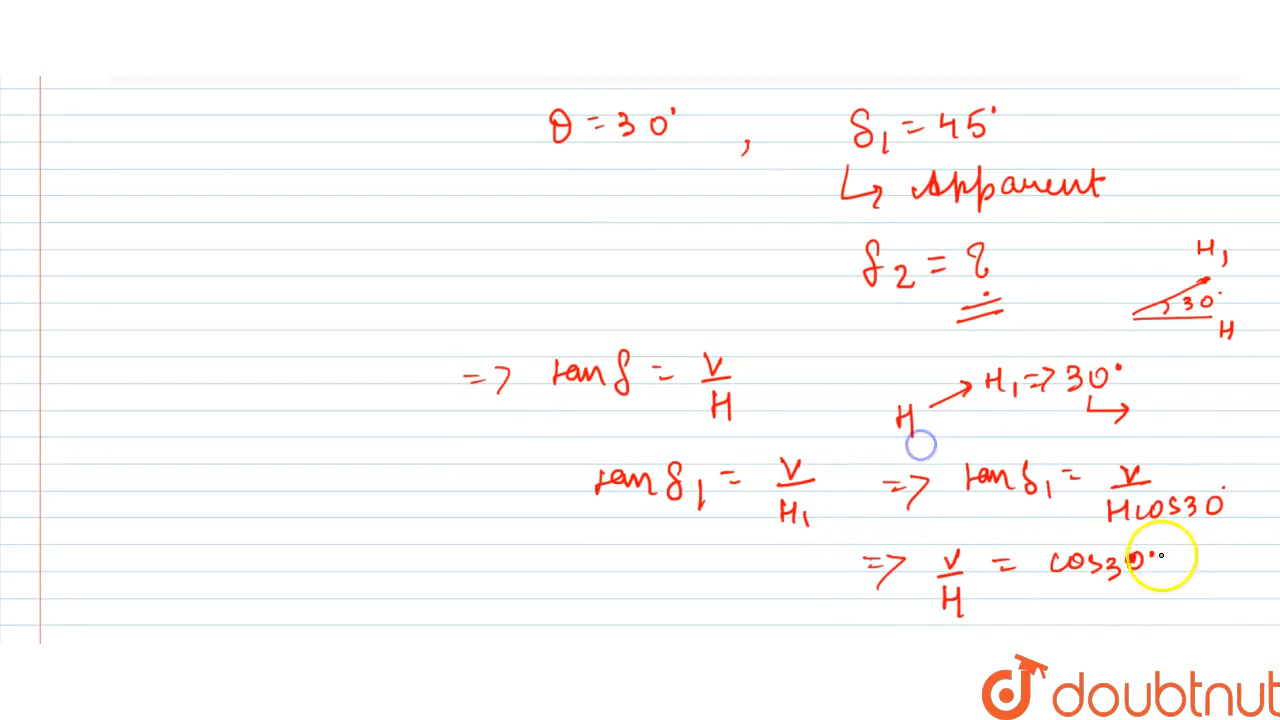 θ = 30° , δ₁ = 45°
↳ Apparent
δ₂ = ?
H₁
30°
H
=> tan δ = V/H
H → H₁ => 30°
tan δ₁ = V/H₁ => tan δ₁ = V/H cos 30°
=> V/H = cos 30°
doubtnut